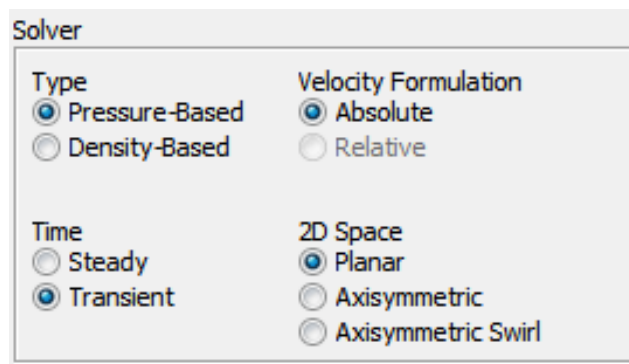 Solver
Type
Pressure-Based
Density-Based
Velocity Formulation
Absolute
Relative
Time
Steady
Transient
2D Space
Planar
Axisymmetric
Axisymmetric Swirl